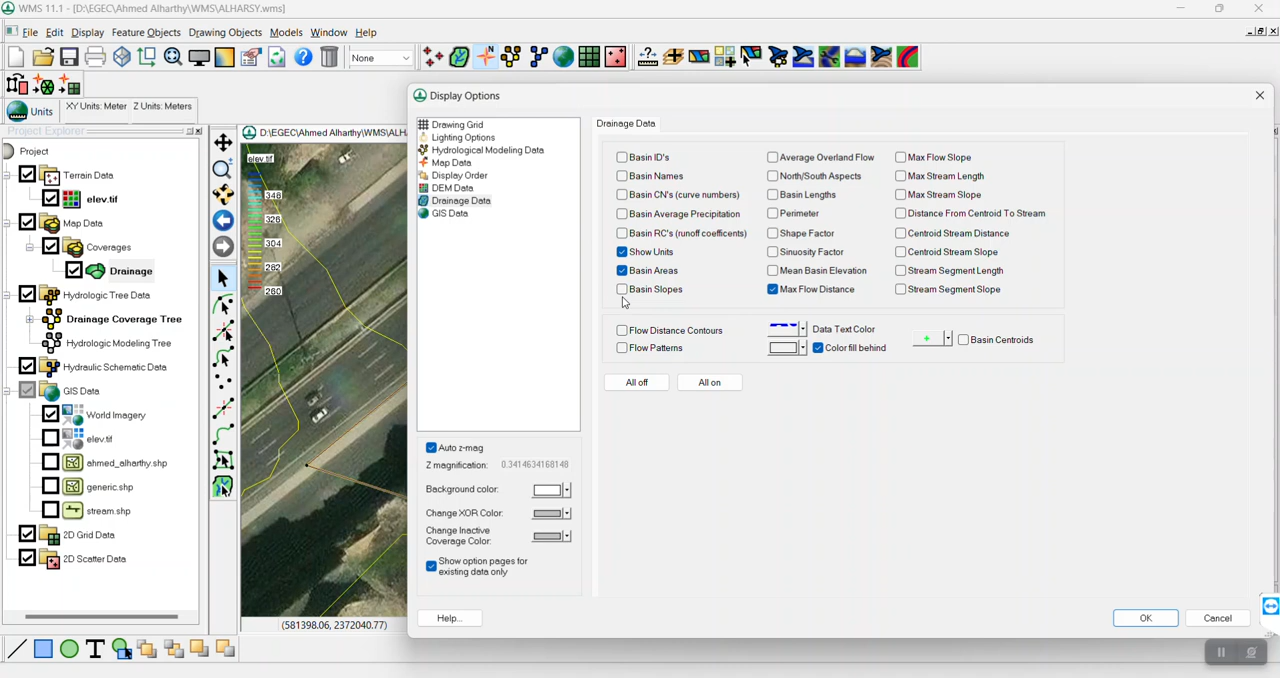 WMS 11.1 - [D:\EGEC\Ahmed Alharthy\WMS\ALHARSY.wms]
File Edit Display Feature Objects Drawing Objects Models Window Help
None
Units XY Units: Meter Z Units: Meters
Project Explorer
Project
Terrain Data
elev.tif
Map Data
Coverages
Drainage
Hydrologic Tree Data
Drainage Coverage Tree
Hydrologic Modeling Tree
Hydraulic Schematic Data
GIS Data
World Imagery
elev.tif
ahmed_alharthy.shp
generic.shp
stream.shp
2D Grid Data
2D Scatter Data
D:\EGEC\Ahmed Alharthy\WMS\ALHA
elev.tif
346
326
304
282
260
(581398.06, 2372040.77)
Display Options
Drawing Grid
Lighting Options
Hydrological Modeling Data
Map Data
Display Order
DEM Data
Drainage Data
GIS Data
Auto z-mag
Z magnification: 0.3414634168148
Background color:
Change XOR Color:
Change Inactive
Coverage Color:
Show option pages for
existing data only
Help...
Drainage Data
Basin ID's Average Overland Flow Max Flow Slope
Basin Names North/South Aspects Max Stream Length
Basin CN's (curve numbers) Basin Lengths Max Stream Slope
Basin Average Precipitation Perimeter Distance From Centroid To Stream
Basin RC's (runoff coefficents) Shape Factor Centroid Stream Distance
Show Units Sinuosity Factor Centroid Stream Slope
Basin Areas Mean Basin Elevation Stream Segment Length
Basin Slopes Max Flow Distance Stream Segment Slope
Flow Distance Contours Data Text Color
Flow Patterns Color fill behind Basin Centroids
All off All on
OK Cancel